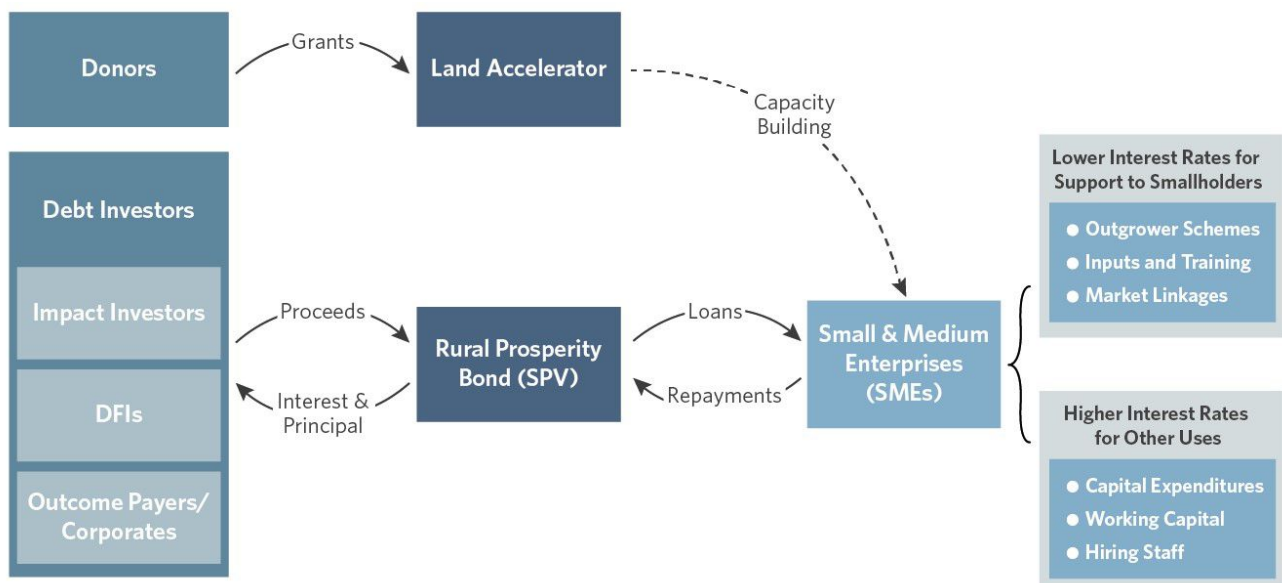 Donors
Grants
Land Accelerator
Capacity
Building
Debt Investors
Impact Investors
DFIs
Outcome Payers/
Corporates
Proceeds
Interest &
Principal
Rural Prosperity
Bond (SPV)
Loans
Repayments
Small & Medium
Enterprises
(SMEs)
Lower Interest Rates for
Support to Smallholders
● Outgrower Schemes
● Inputs and Training
● Market Linkages
Higher Interest Rates
for Other Uses
● Capital Expenditures
● Working Capital
● Hiring Staff